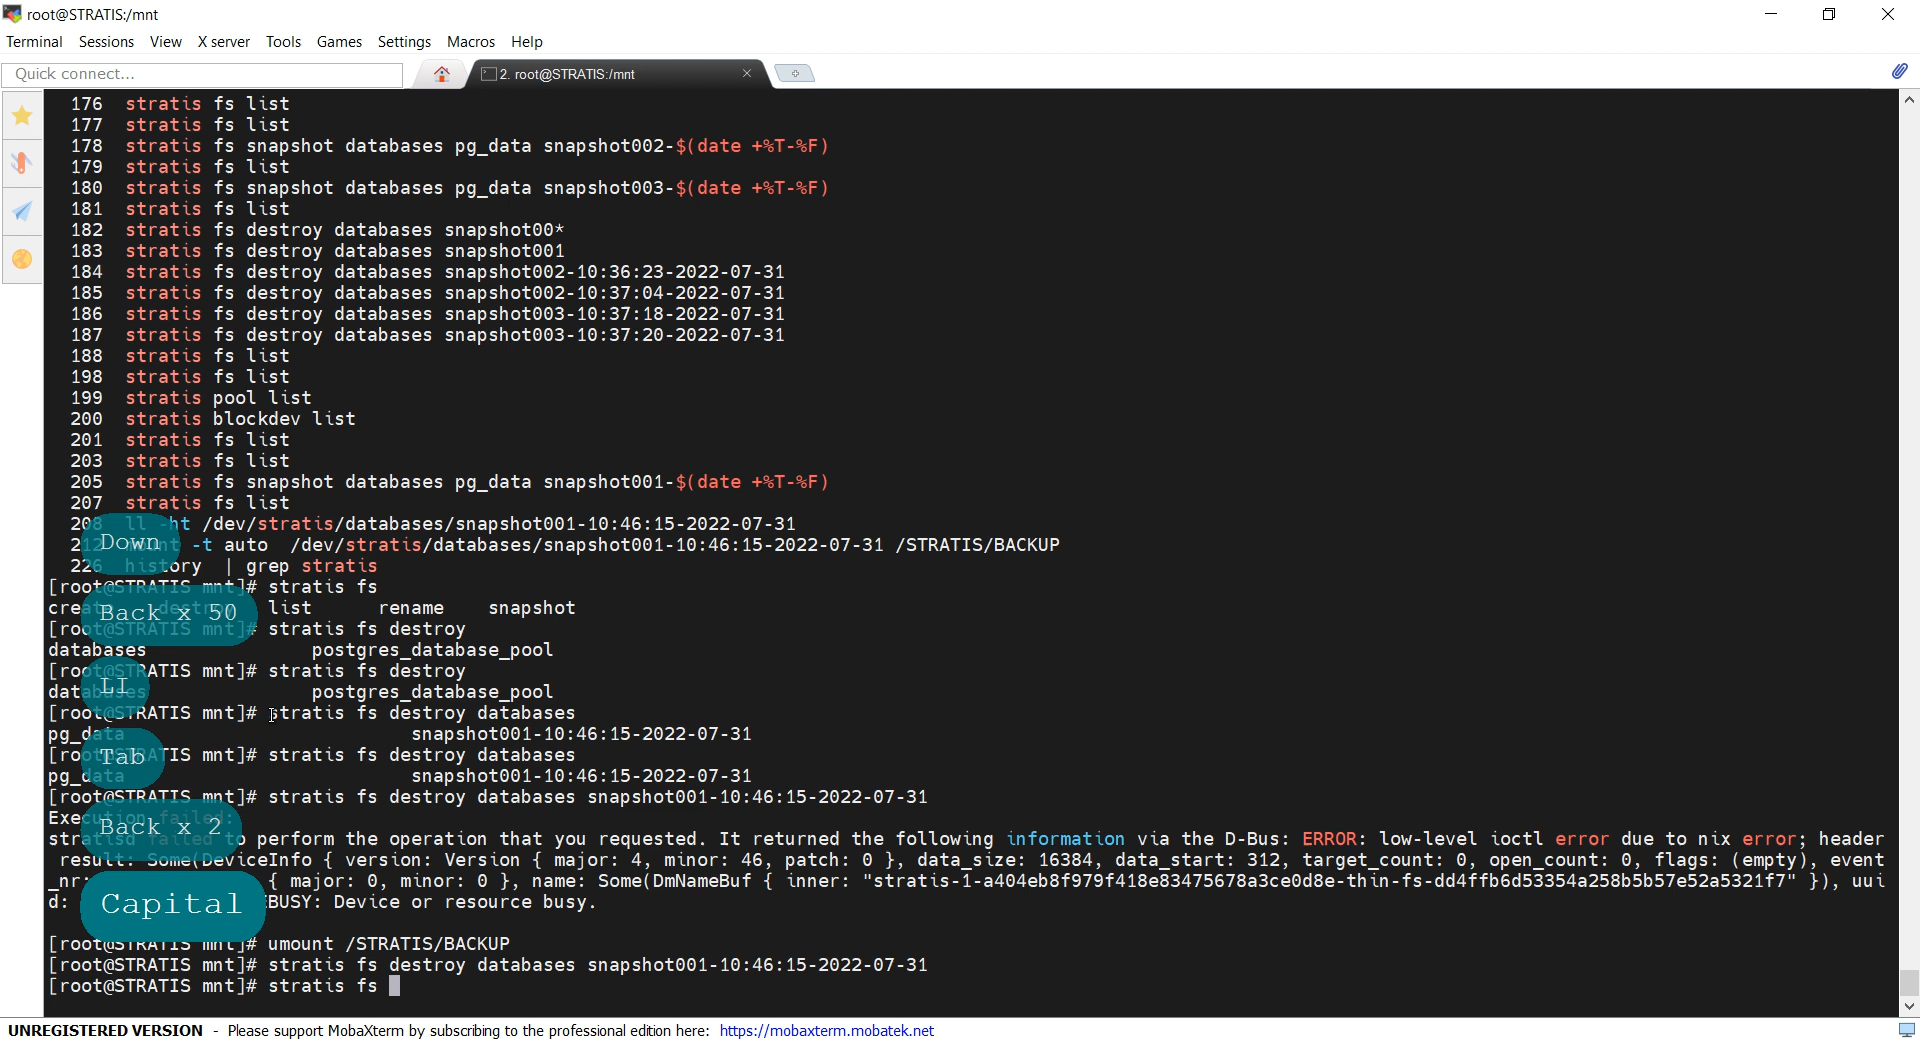 root@STRATIS:/mnt
Terminal Sessions View X server Tools Games Settings Macros Help
Quick connect... 2. root@STRATIS:/mnt
176 stratis fs list
177 stratis fs list
178 stratis fs snapshot databases pg_data snapshot002-$(date +%T-%F)
179 stratis fs list
180 stratis fs snapshot databases pg_data snapshot003-$(date +%T-%F)
181 stratis fs list
182 stratis fs destroy databases snapshot00*
183 stratis fs destroy databases snapshot001
184 stratis fs destroy databases snapshot002-10:36:23-2022-07-31
185 stratis fs destroy databases snapshot002-10:37:04-2022-07-31
186 stratis fs destroy databases snapshot003-10:37:18-2022-07-31
187 stratis fs destroy databases snapshot003-10:37:20-2022-07-31
188 stratis fs list
198 stratis fs list
199 stratis pool list
200 stratis blockdev list
201 stratis fs list
203 stratis fs list
205 stratis fs snapshot databases pg_data snapshot001-$(date +%T-%F)
207 stratis fs list
208 ll -ht /dev/stratis/databases/snapshot001-10:46:15-2022-07-31
Down
212 mount -t auto /dev/stratis/databases/snapshot001-10:46:15-2022-07-31 /STRATIS/BACKUP
226 history | grep stratis
[root@STRATIS mnt]# stratis fs
create destroy list rename snapshot
Back x 50
[root@STRATIS mnt]# stratis fs destroy
databases postgres_database_pool
[root@STRATIS mnt]# stratis fs destroy
databases postgres_database_pool
LI
[root@STRATIS mnt]# stratis fs destroy databases
pg_data snapshot001-10:46:15-2022-07-31
[root@STRATIS mnt]# stratis fs destroy databases
Tab
pg_data snapshot001-10:46:15-2022-07-31
[root@STRATIS mnt]# stratis fs destroy databases snapshot001-10:46:15-2022-07-31
Execution failed:
Back x 2
stratisd failed to perform the operation that you requested. It returned the following information via the D-Bus: ERROR: low-level ioctl error due to nix error; header
result: Some(DeviceInfo { version: Version { major: 4, minor: 46, patch: 0 }, data_size: 16384, data_start: 312, target_count: 0, open_count: 0, flags: (empty), event
_nr: { major: 0, minor: 0 }, name: Some(DmNameBuf { inner: "stratis-1-a404eb8f979f418e83475678a3ce0d8e-thin-fs-dd4ffb6d53354a258b5b57e52a5321f7" }), uui
d: BUSY: Device or resource busy.
Capital
[root@STRATIS mnt]# umount /STRATIS/BACKUP
[root@STRATIS mnt]# stratis fs destroy databases snapshot001-10:46:15-2022-07-31
[root@STRATIS mnt]# stratis fs
UNREGISTERED VERSION - Please support MobaXterm by subscribing to the professional edition here: https://mobaxterm.mobatek.net